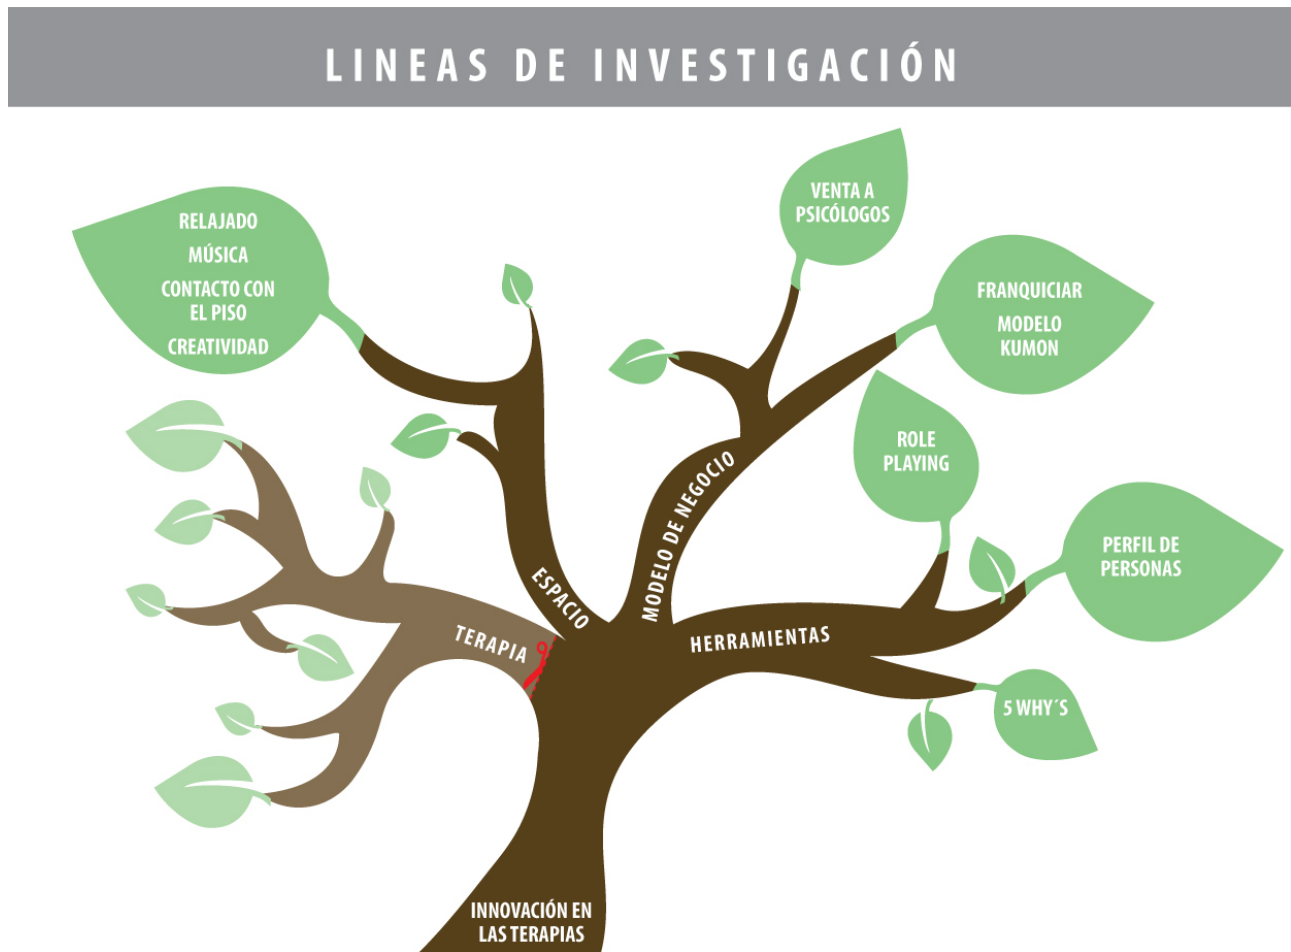 LINEAS DE INVESTIGACIÓN
VENTA A
PSICÓLOGOS
RELAJADO
MÚSICA
CONTACTO CON
EL PISO
CREATIVIDAD
FRANQUICIAR
MODELO
KUMON
ROLE
PLAYING
PERFIL DE
PERSONAS
5 WHY´S
TERAPIA
ESPACIO
MODELO DE NEGOCIO
HERRAMIENTAS
INNOVACIÓN EN
LAS TERAPIAS